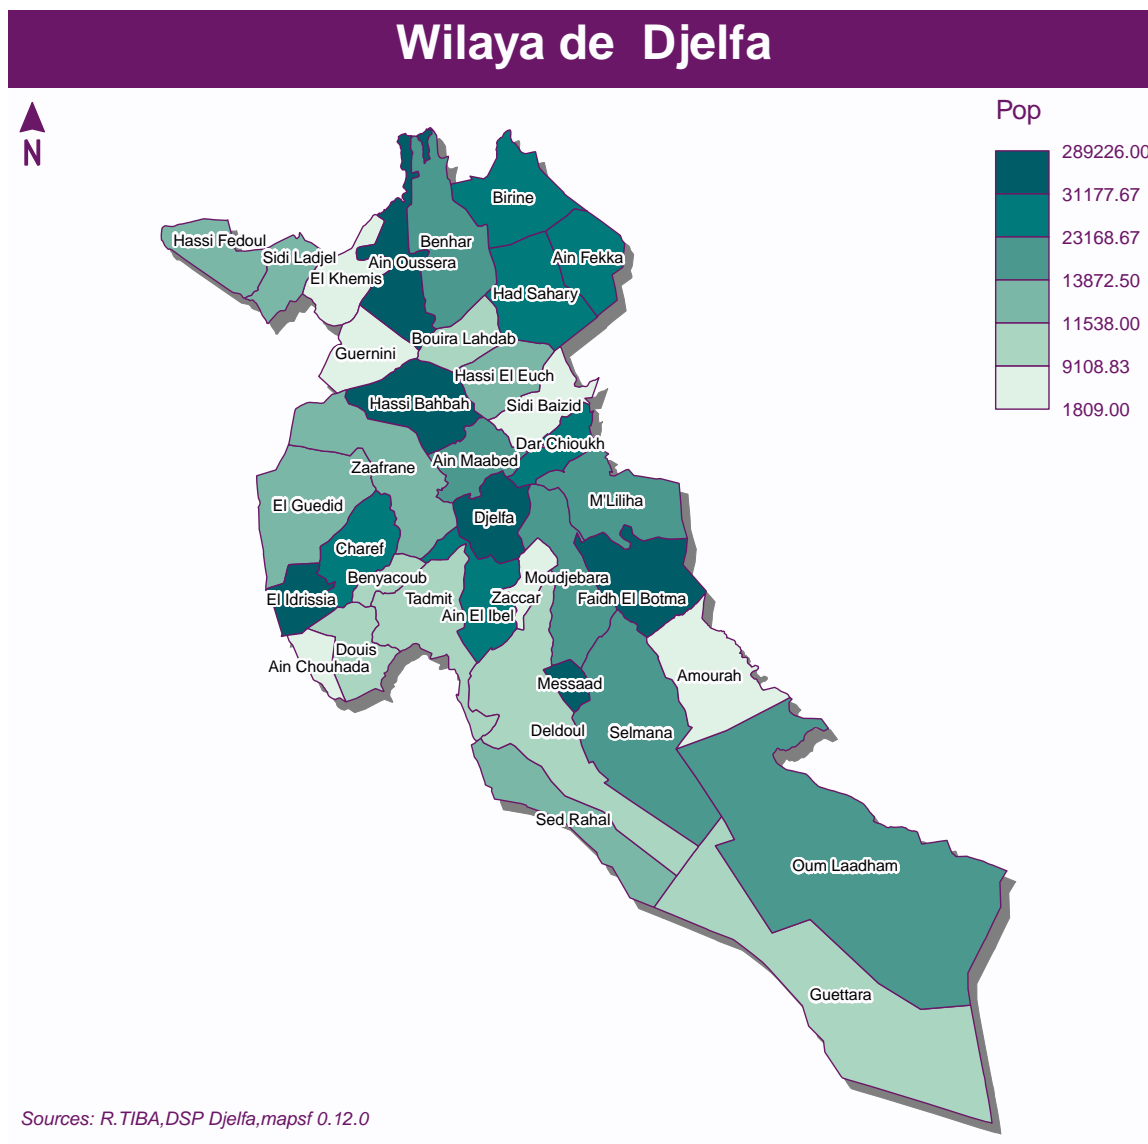 Wilaya de  Djelfa
N
Pop
289226.00
31177.67
23168.67
13872.50
11538.00
9108.83
1809.00
Birine
Hassi Fedoul
Benhar
Sidi Ladjel
Ain Fekka
Ain Oussera
El Khemis
Had Sahary
Bouira Lahdab
Guernini
Hassi El Euch
Hassi Bahbah
Sidi Baizid
Dar Chioukh
Ain Maabed
Zaafrane
M'Liliha
El Guedid
Djelfa
Charef
Benyacoub
Moudjebara
El Idrissia
Tadmit
Zaccar
Faidh El Botma
Ain El Ibel
Douis
Ain Chouhada
Amourah
Messaad
Deldoul
Selmana
Sed Rahal
Oum Laadham
Guettara
Sources: R.TIBA,DSP Djelfa,mapsf 0.12.0